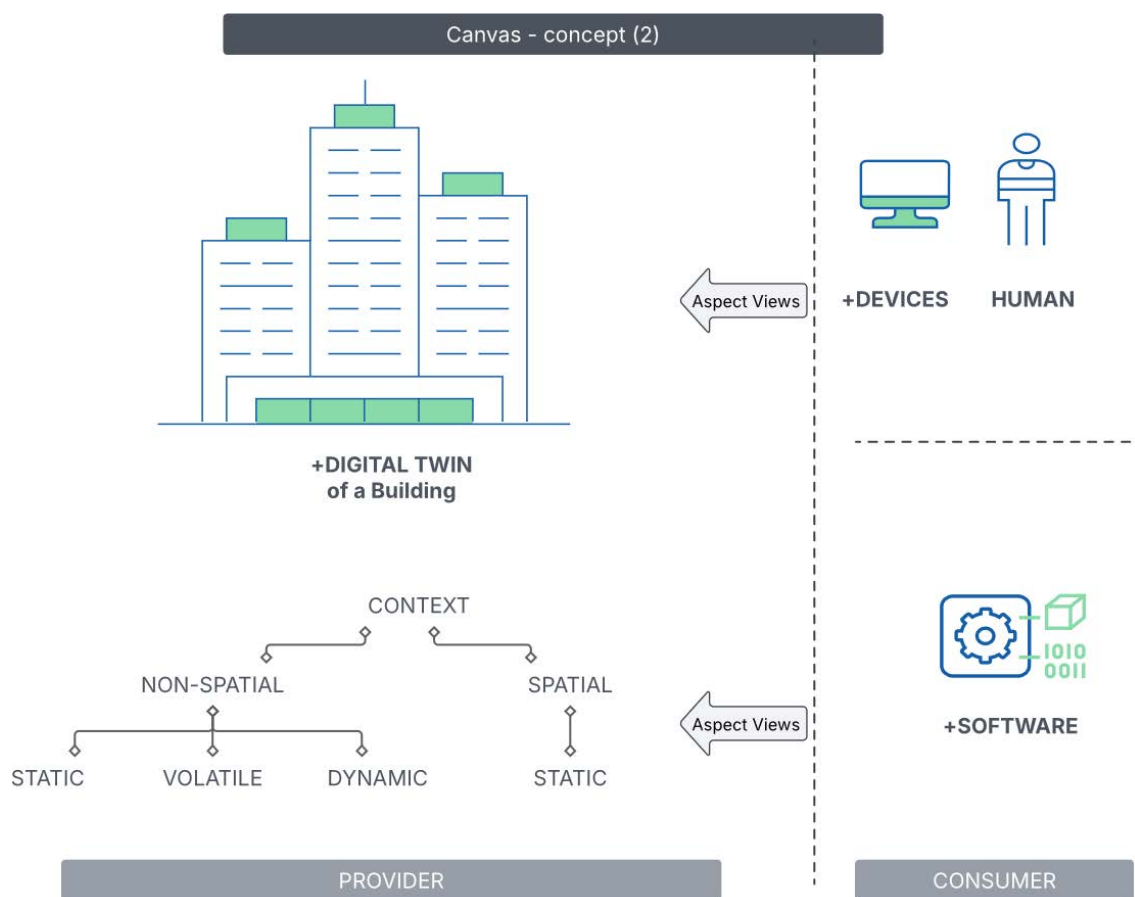 Canvas - concept (2)
Aspect Views
+DEVICES
HUMAN
+DIGITAL TWIN
of a Building
CONTEXT
NON-SPATIAL
SPATIAL
STATIC
VOLATILE
DYNAMIC
STATIC
Aspect Views
1010
0011
+SOFTWARE
PROVIDER
CONSUMER